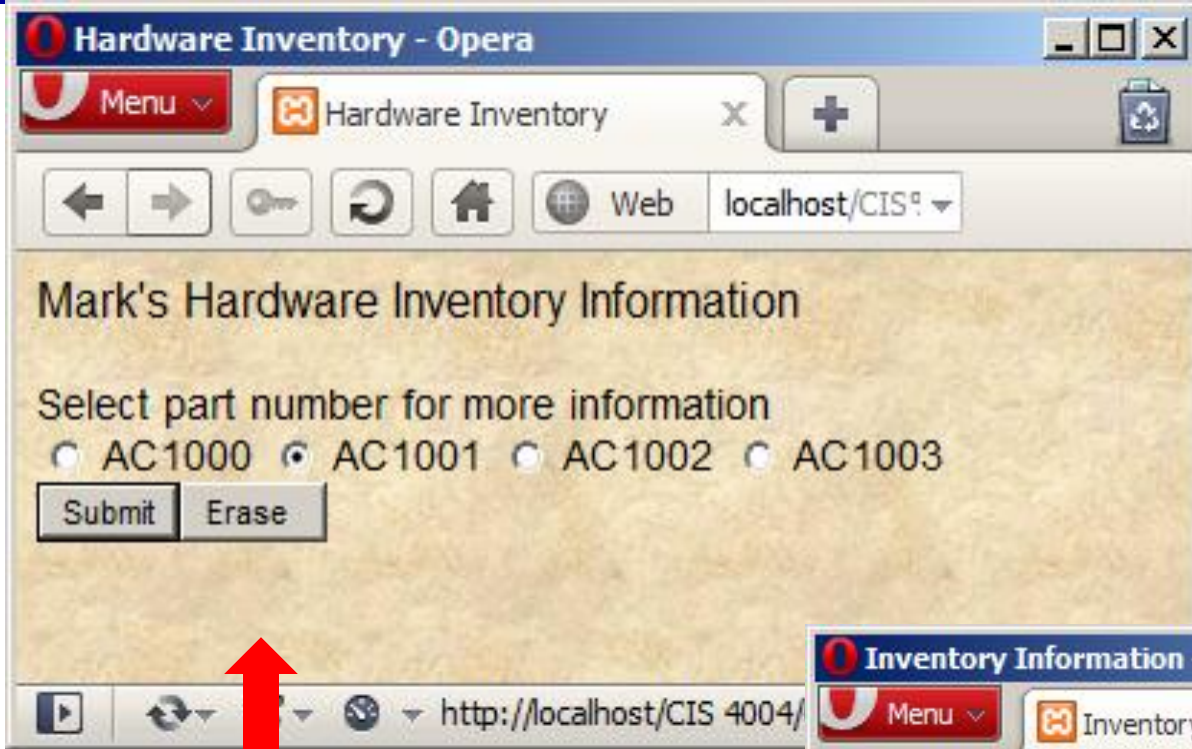 Hardware Inventory - Opera
Menu
Hardware Inventory
Web localhost/CIS
Mark's Hardware Inventory Information
Select part number for more information
AC1000 AC1001 AC1002 AC1003
Submit Erase
http://localhost/CIS 4004/
Inventory Information
Menu
Inventory